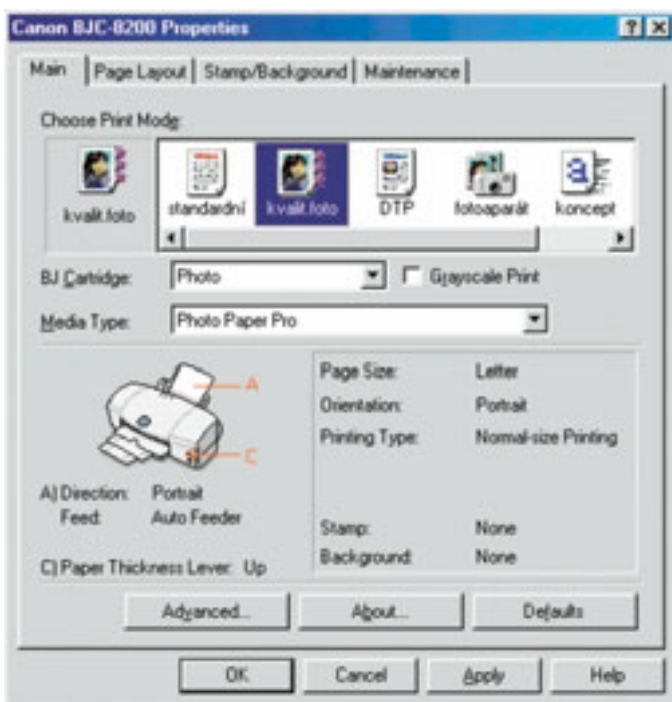 Canon BJC-8200 Properties
Main Page Layout Stamp/Background Maintenance
Choose Print Mode:
kvalit.foto standardní kvalit.foto DTP fotoaparát koncept
BJ Cartridge: Photo Grayscale Print
Media Type: Photo Paper Pro
A
C
Page Size: Letter
Orientation: Portrait
Printing Type: Normal-size Printing
A) Direction: Portrait
Feed: Auto Feeder
Stamp: None
Background: None
C) Paper Thickness Lever: Up
Advanced... About... Defaults
OK Cancel Apply Help